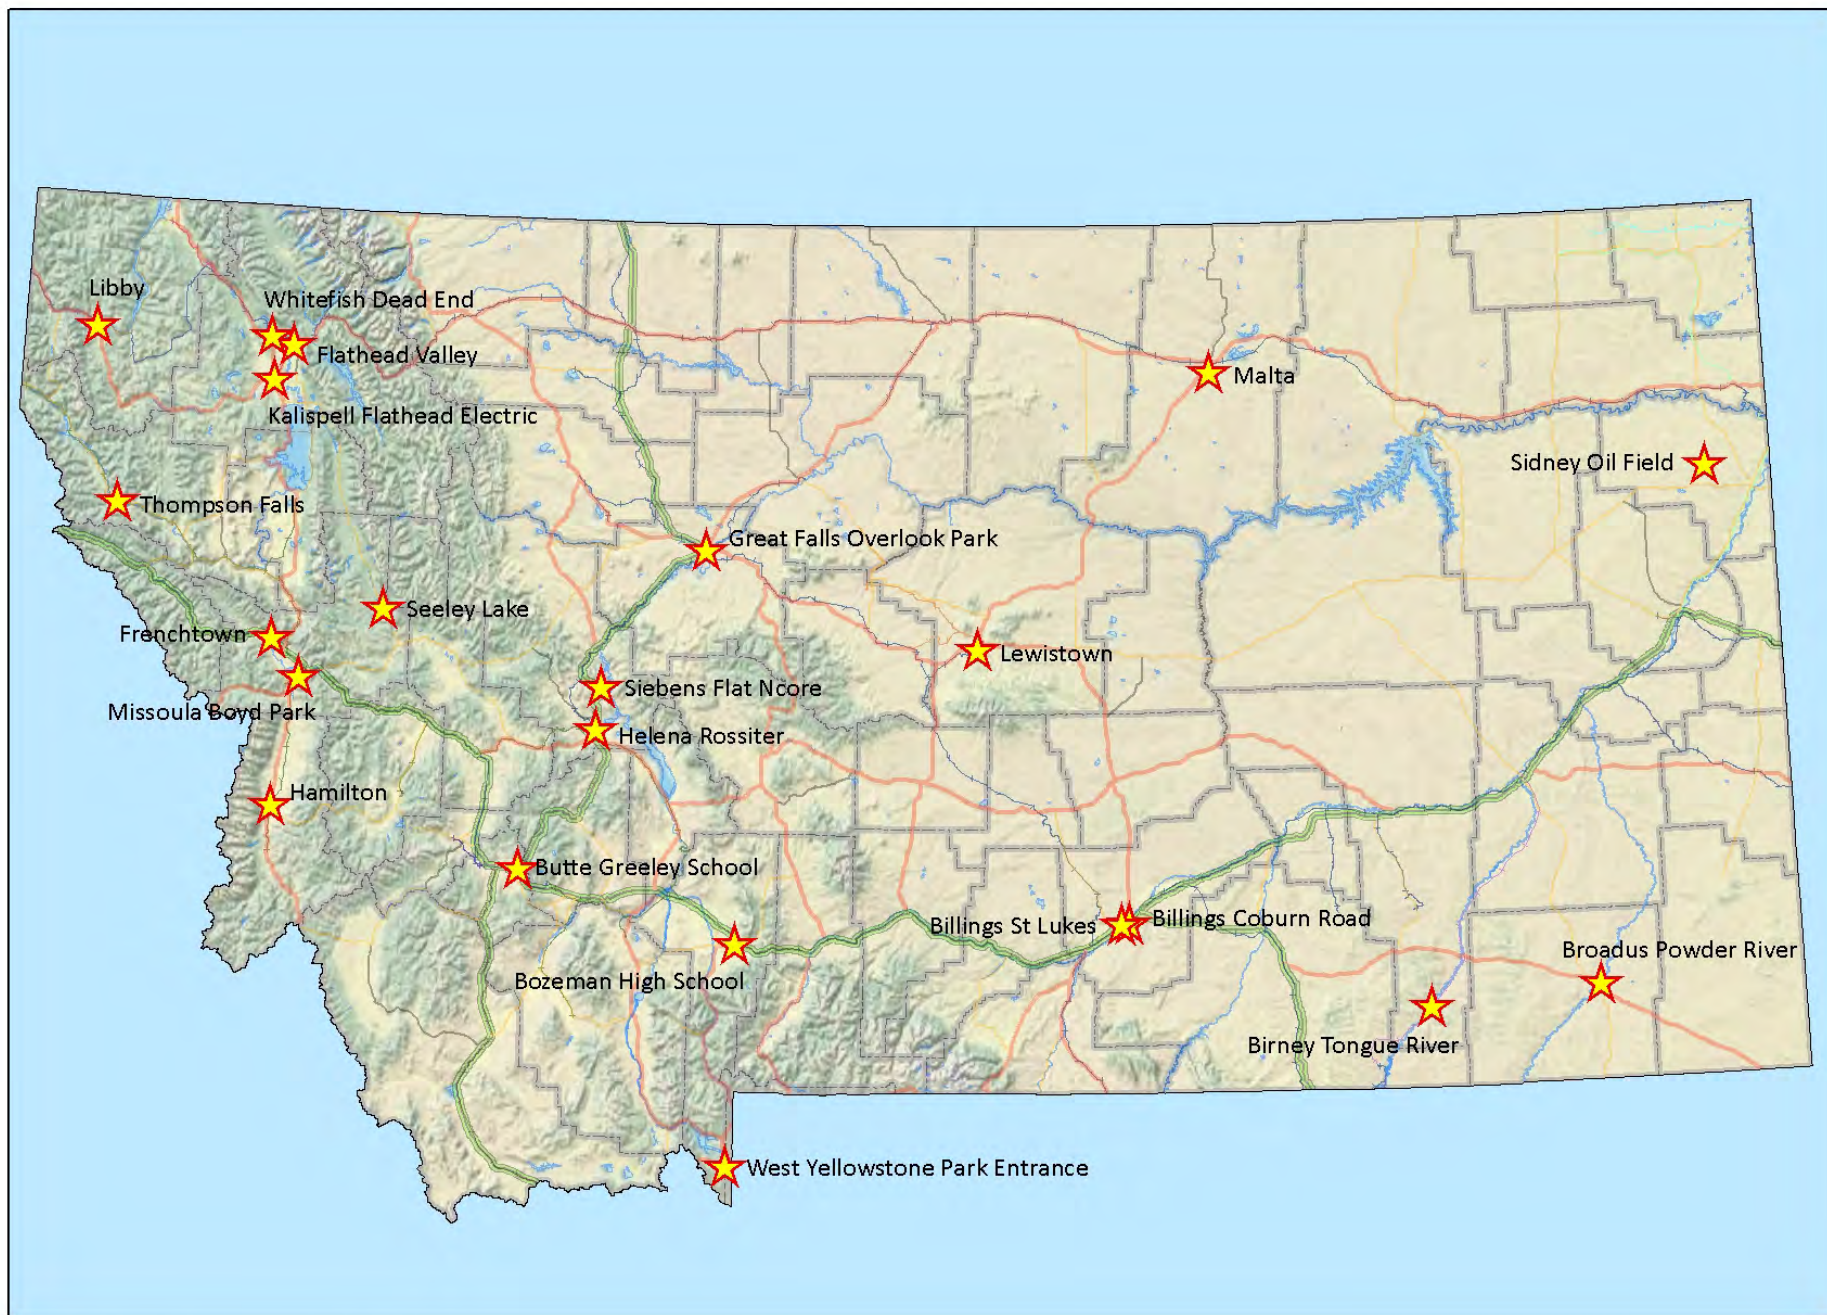 Libby
Whitefish Dead End
Flathead Valley
Malta
Kalispell Flathead Electric
Sidney Oil Field
Thompson Falls
Great Falls Overlook Park
Seeley Lake
Frenchtown
Lewistown
Siebens Flat Ncore
Missoula Boyd Park
Helena Rossiter
Hamilton
Butte Greeley School
Billings St Lukes
Billings Coburn Road
Broadus Powder River
Bozeman High School
Birney Tongue River
West Yellowstone Park Entrance